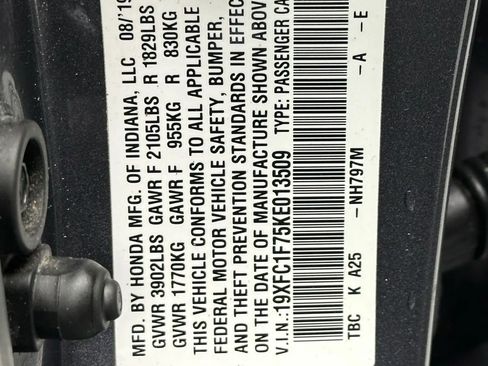 MFD. BY HONDA MFG. OF INDIANA, LLC 08/'19
GVWR 3902LBS GAWR F 2105LBS R 1829LBS
GVWR 1770KG GAWR F 955KG R 830KG
THIS VEHICLE CONFORMS TO ALL APPLICABLE
FEDERAL MOTOR VEHICLE SAFETY, BUMPER,
AND THEFT PREVENTION STANDARDS IN EFFEC
ON THE DATE OF MANUFACTURE SHOWN ABOV
V.I.N.: 19XFC1F75KE013509 TYPE: PASSENGER CA
TBC K A25 -NH797M -A -E